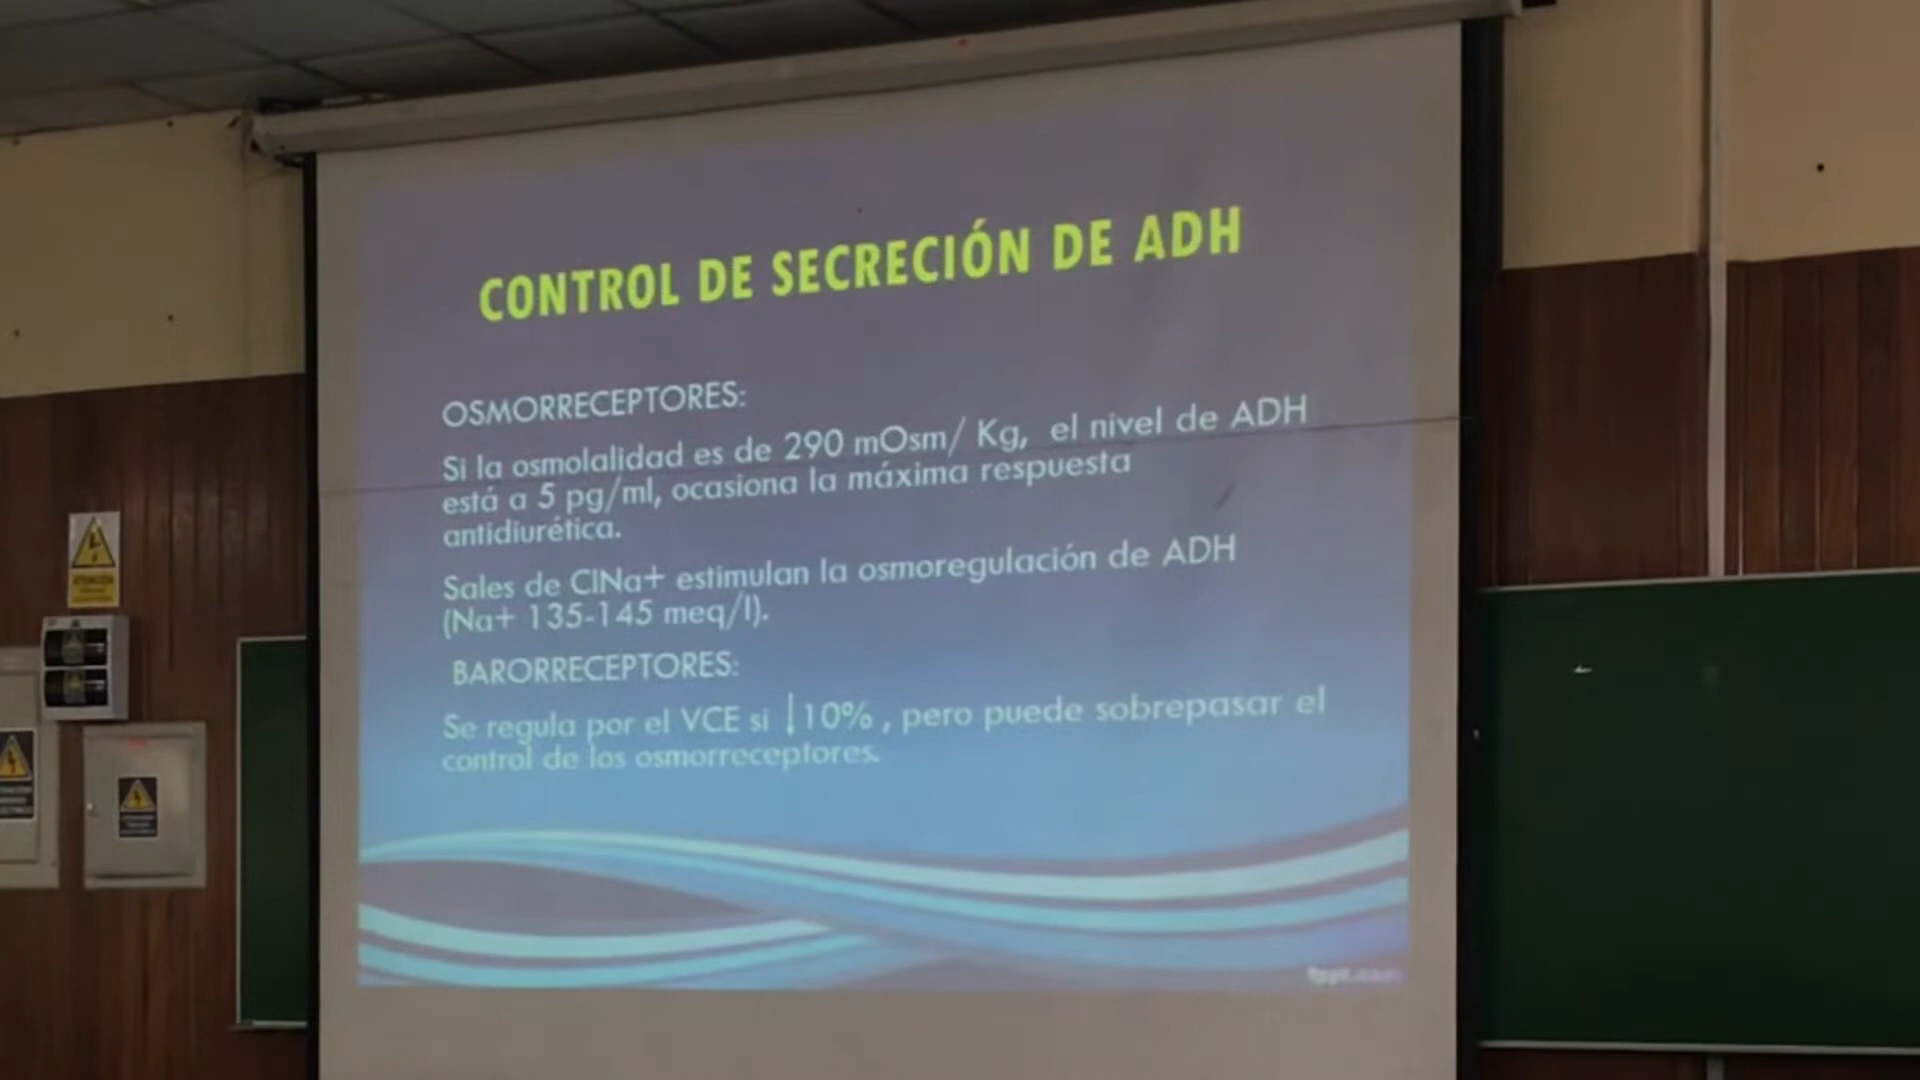 CONTROL DE SECRECIÓN DE ADH
OSMORRECEPTORES:
Si la osmolalidad es de 290 mOsm/ Kg, el nivel de ADH
está a 5 pg/ml, ocasiona la máxima respuesta
antidiurética.
Sales de ClNa+ estimulan la osmoregulación de ADH
(Na+ 135-145 meq/l).
BARORRECEPTORES:
Se regula por el VCE si ↓10% , pero puede sobrepasar el
control de los osmorreceptores.